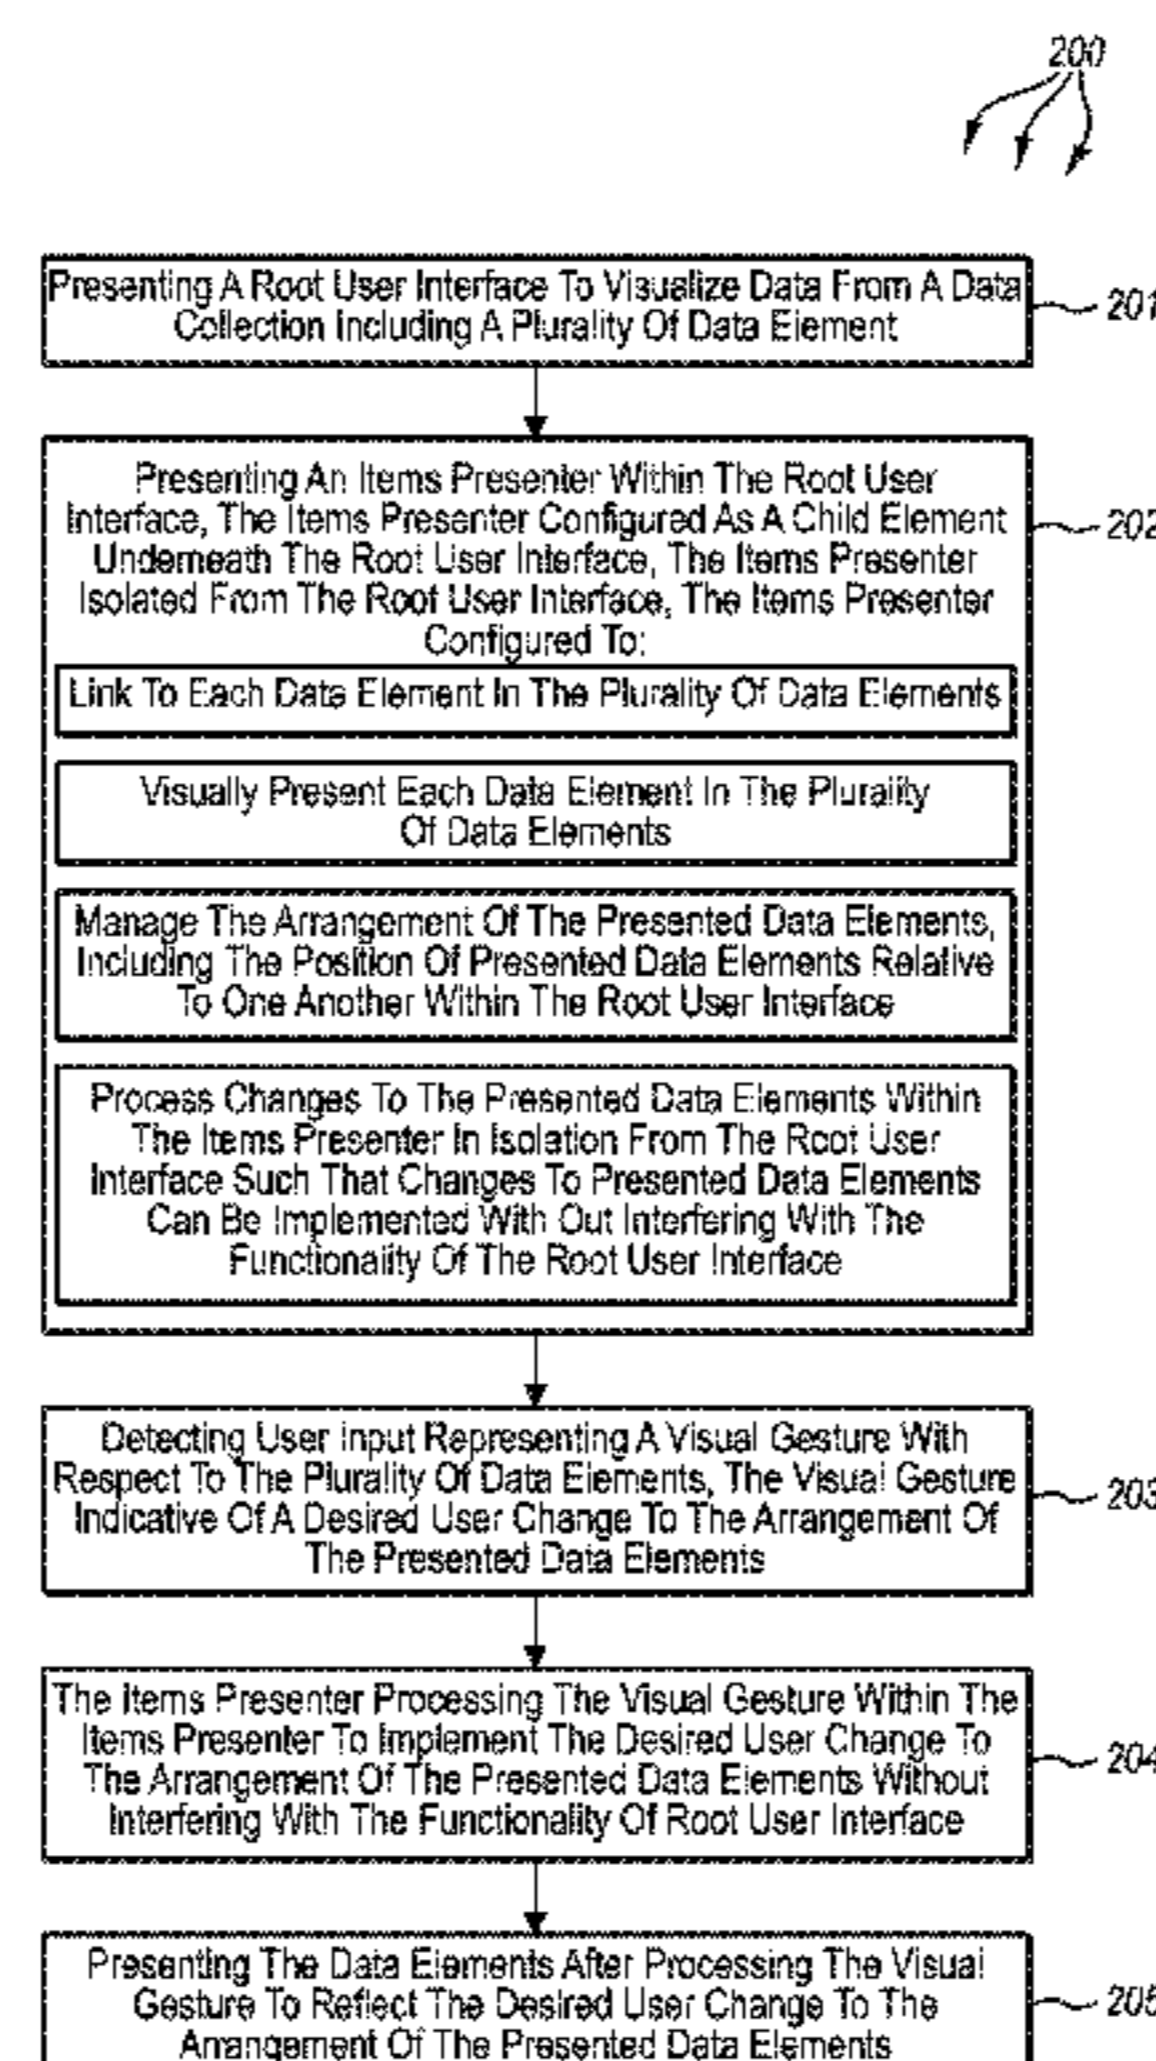 200
Presenting A Root User Interface To Visualize Data From A Data
Collection Including A Plurality Of Data Element
201
Presenting An Items Presenter Within The Root User
Interface, The Items Presenter Configured As A Child Element
Underneath The Root User Interface, The Items Presenter
Isolated From The Root User Interface, The Items Presenter
Configured To:
202
Link To Each Data Element In The Plurality Of Data Elements
Visually Present Each Data Element In The Plurality
Of Data Elements
Manage The Arrangement Of The Presented Data Elements,
Including The Position Of Presented Data Elements Relative
To One Another Within The Root User Interface
Process Changes To The Presented Data Elements Within
The Items Presenter In Isolation From The Root User
Interface Such That Changes To Presented Data Elements
Can Be Implemented With Out Interfering With The
Functionality Of The Root User Interface
Detecting User Input Representing A Visual Gesture With
Respect To The Plurality Of Data Elements, The Visual Gesture
Indicative Of A Desired User Change To The Arrangement Of
The Presented Data Elements
203
The Items Presenter Processing The Visual Gesture Within The
Items Presenter To Implement The Desired User Change To
The Arrangement Of The Presented Data Elements Without
Interfering With The Functionality Of Root User Interface
204
Presenting The Data Elements After Processing The Visual
Gesture To Reflect The Desired User Change To The
Arrangement Of The Presented Data Elements
205